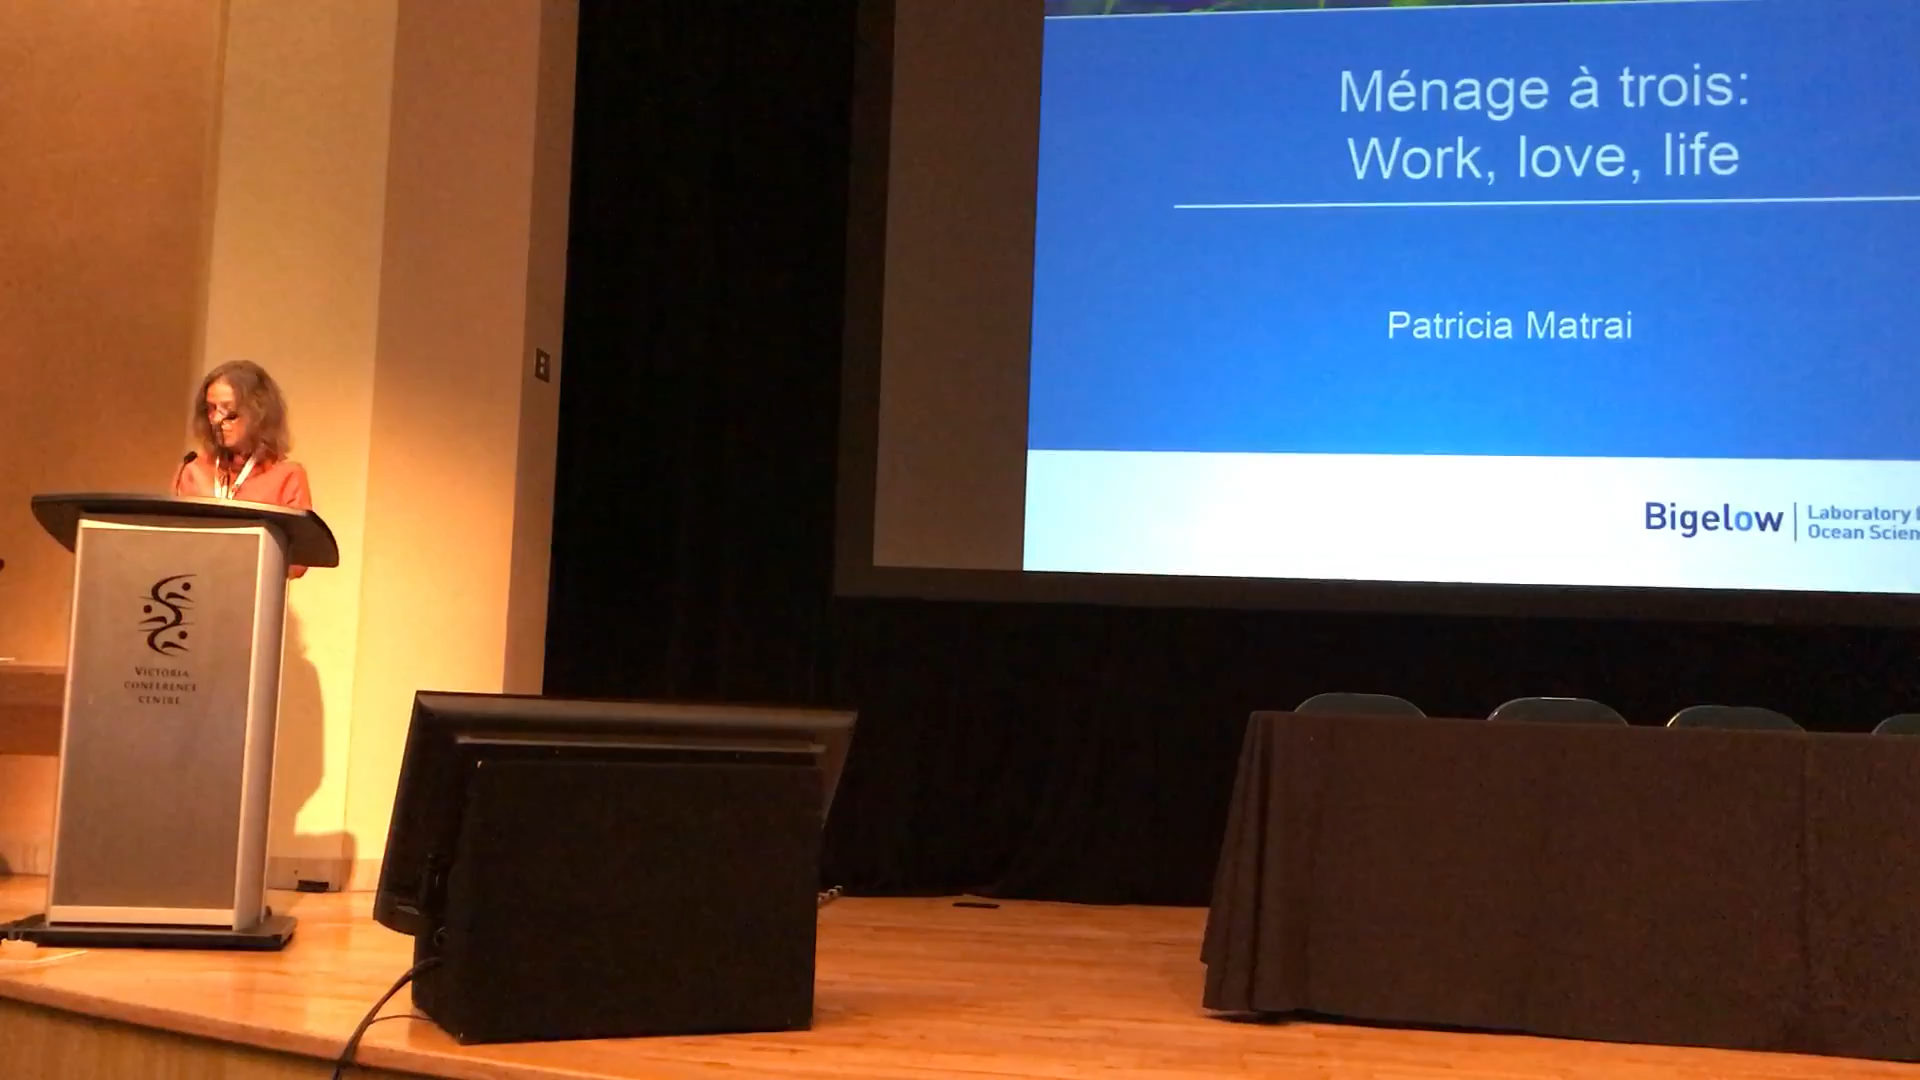 Ménage à trois:
Work, love, life
Patricia Matrai
Bigelow
Laboratory
Ocean
VICTORIA
CONFERENCE
CENTRE